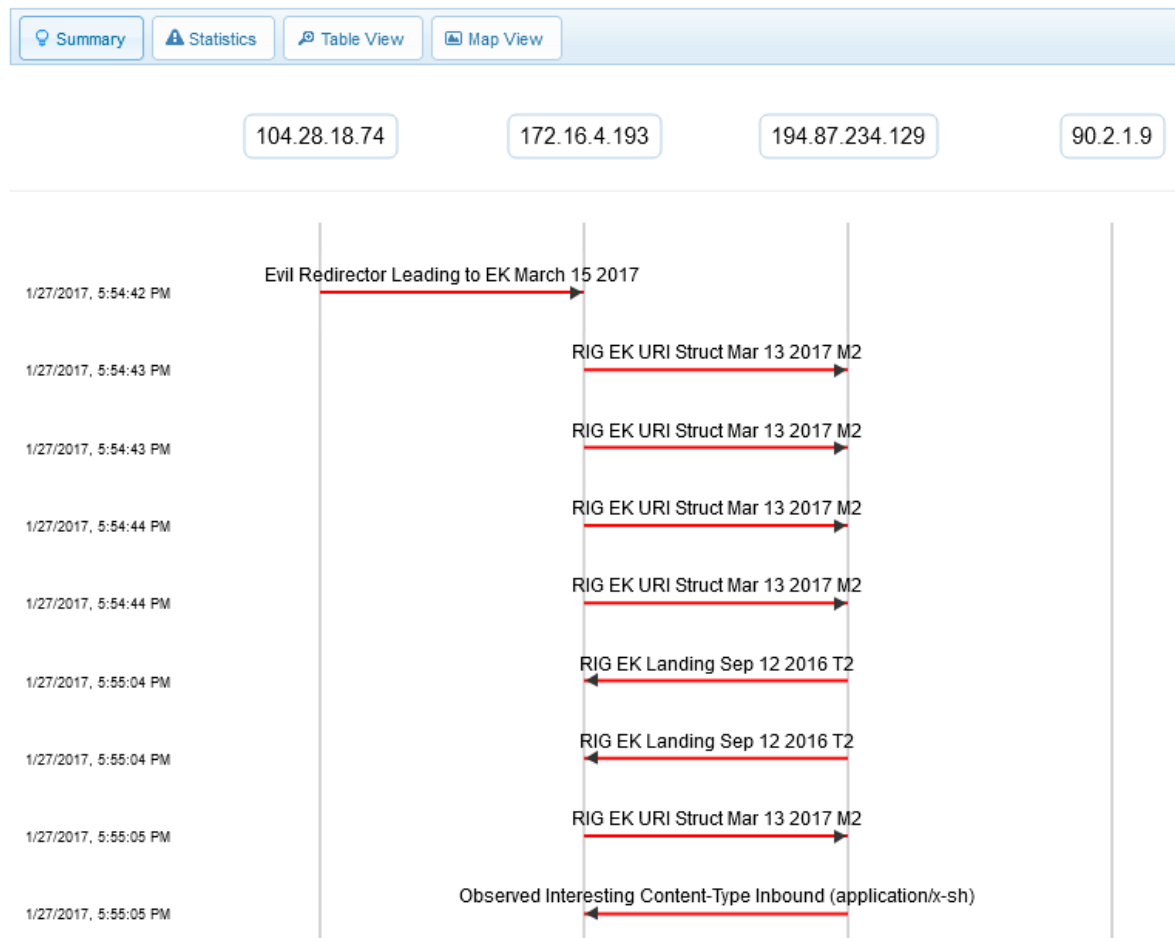 Summary
Statistics
Table View
Map View
104.28.18.74
172.16.4.193
194.87.234.129
90.2.1.9
Evil Redirector Leading to EK March 15 2017
1/27/2017, 5:54:42 PM
RIG EK URI Struct Mar 13 2017 M2
1/27/2017, 5:54:43 PM
RIG EK URI Struct Mar 13 2017 M2
1/27/2017, 5:54:43 PM
RIG EK URI Struct Mar 13 2017 M2
1/27/2017, 5:54:44 PM
RIG EK URI Struct Mar 13 2017 M2
1/27/2017, 5:54:44 PM
RIG EK Landing Sep 12 2016 T2
1/27/2017, 5:55:04 PM
RIG EK Landing Sep 12 2016 T2
1/27/2017, 5:55:04 PM
RIG EK URI Struct Mar 13 2017 M2
1/27/2017, 5:55:05 PM
Observed Interesting Content-Type Inbound (application/x-sh)
1/27/2017, 5:55:05 PM